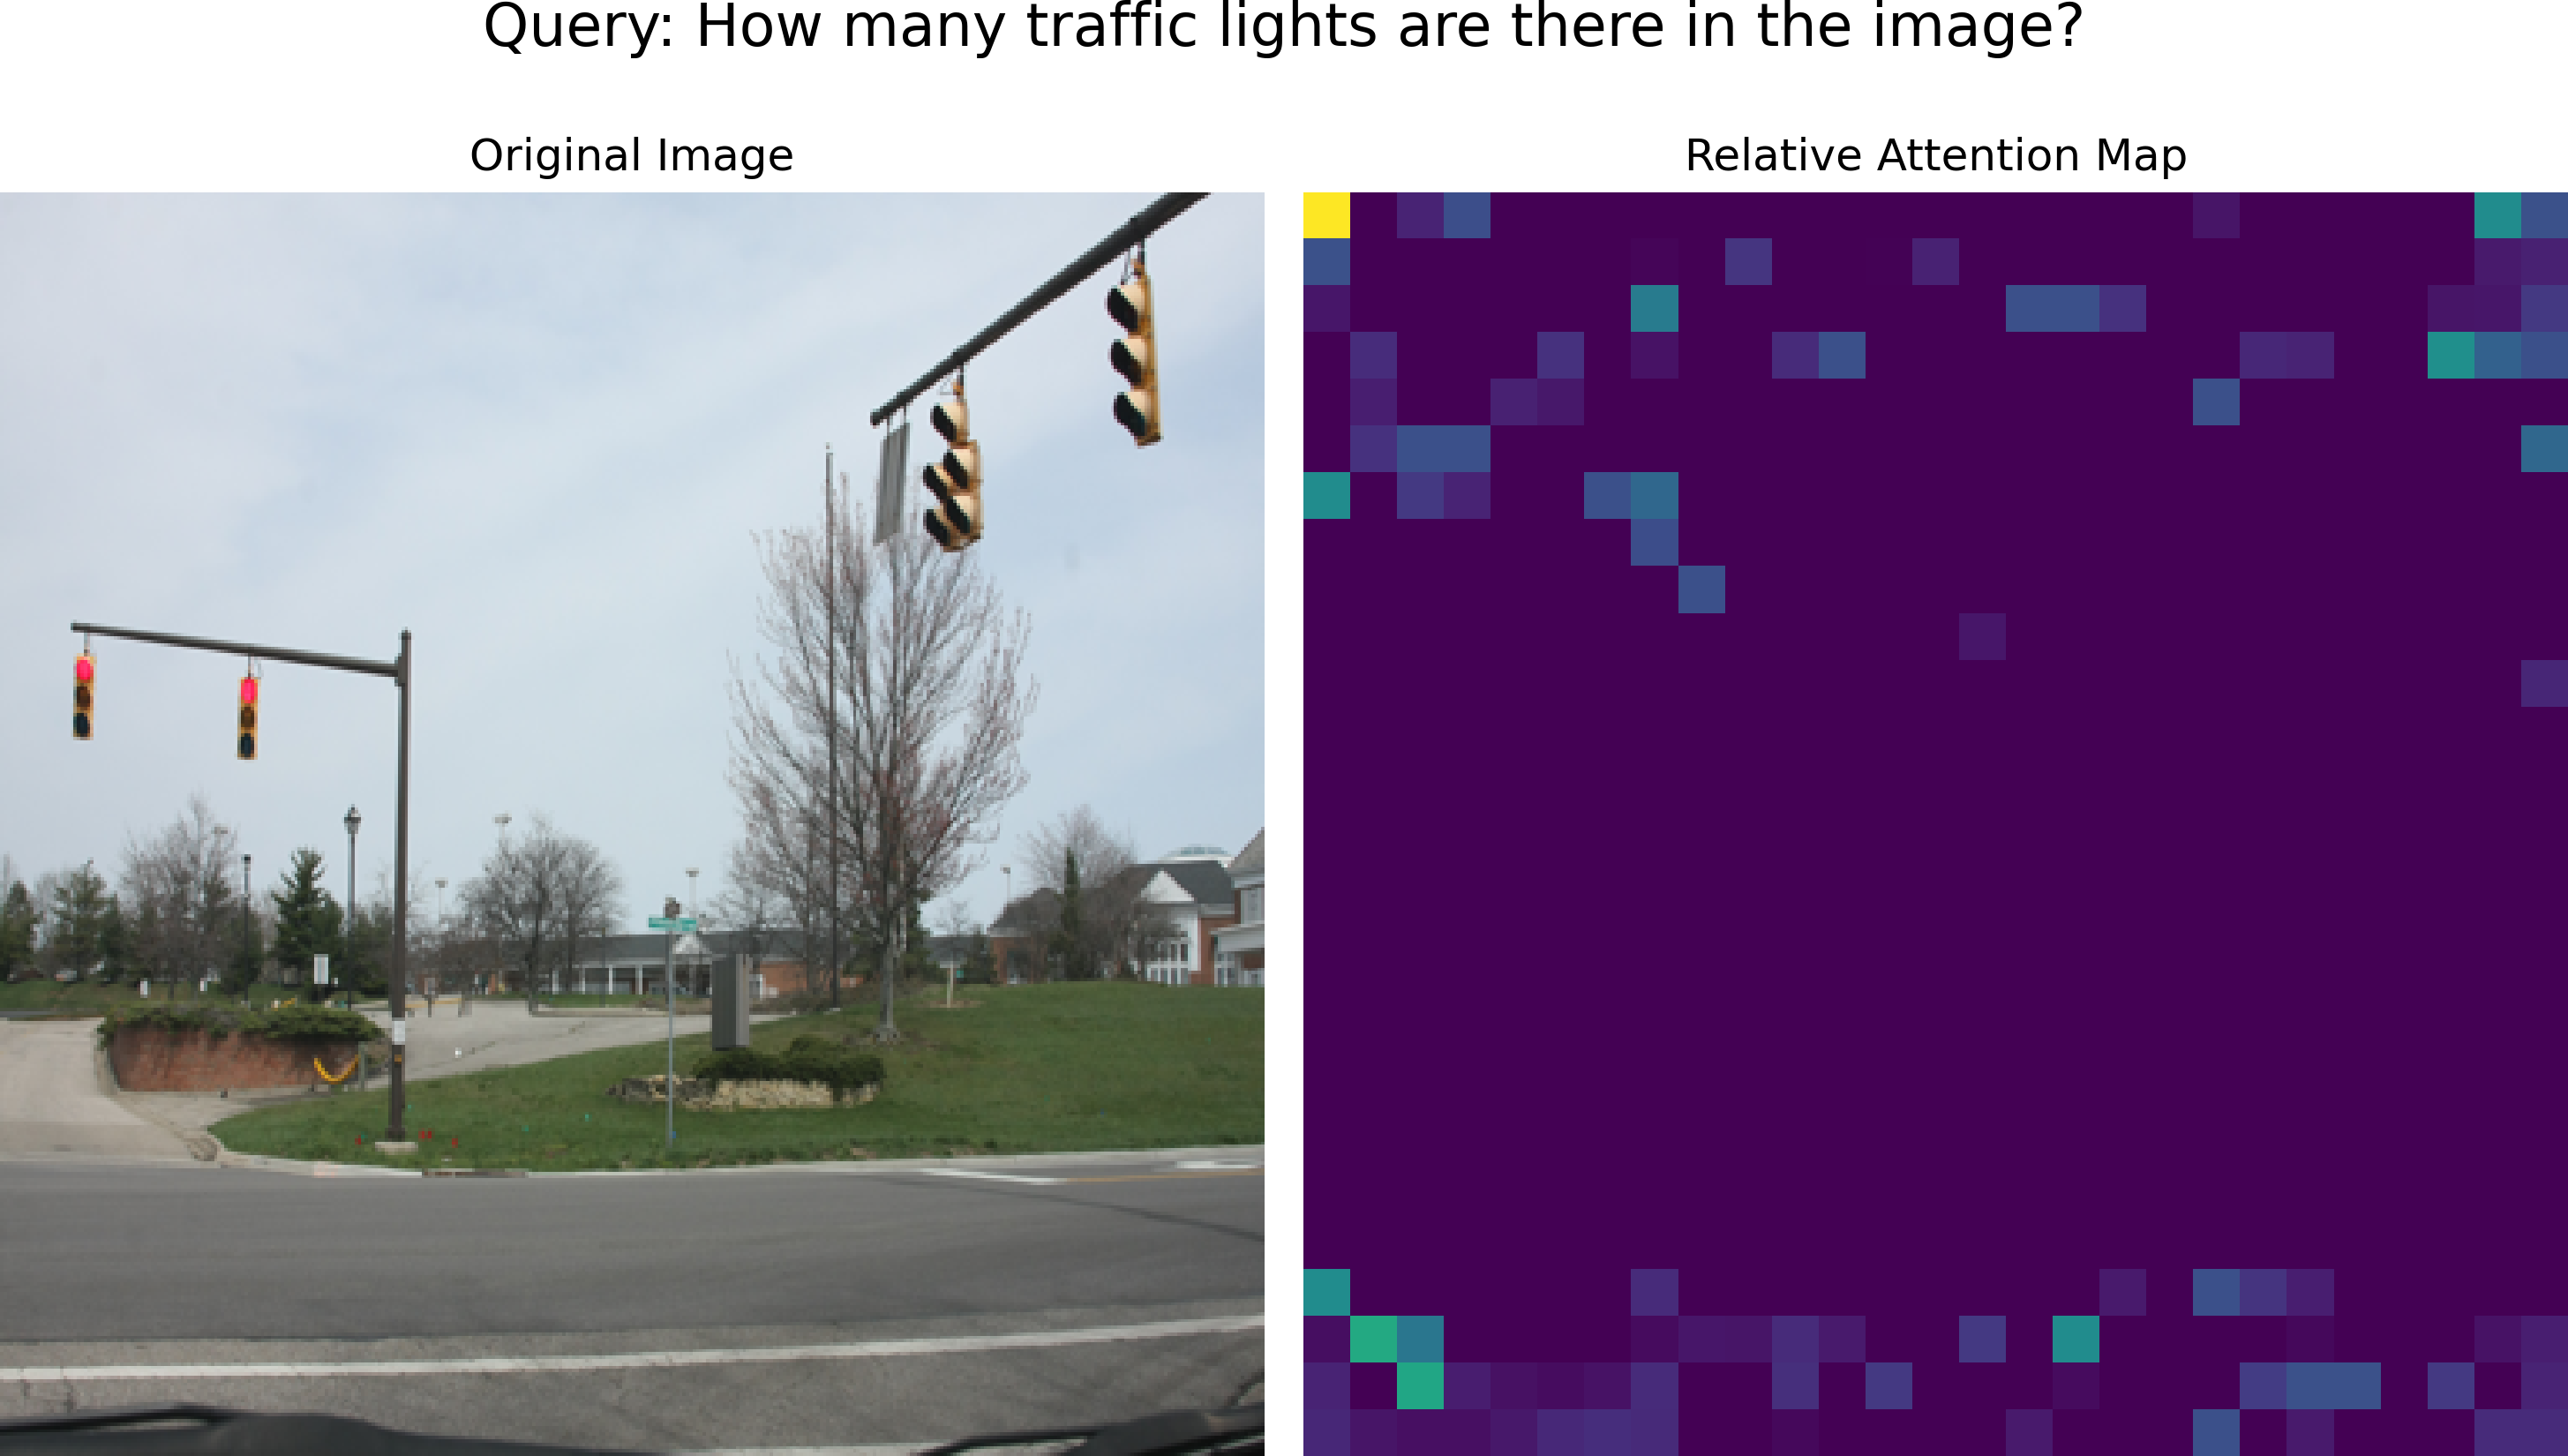 Query: How many traffic lights are there in the image?
Original Image
Relative Attention Map